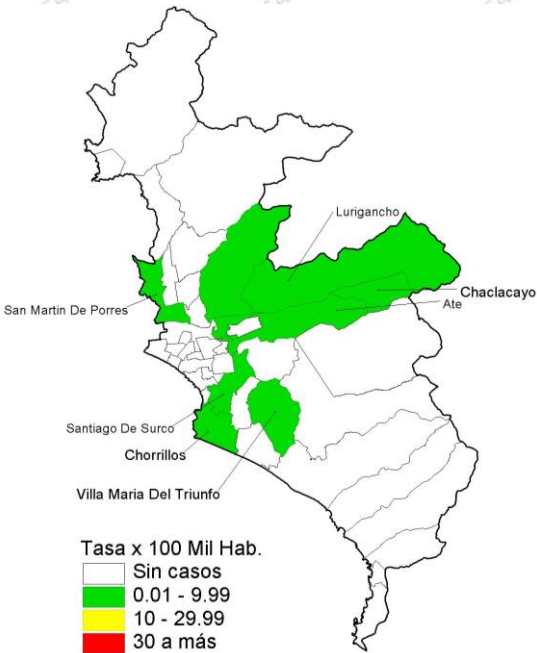 Lurigancho
Chaclacayo
Ate
San Martin De Porres
Santiago De Surco
Chorrillos
Villa Maria Del Triunfo
Tasa x 100 Mil Hab.
Sin casos
0.01 - 9.99
10 - 29.99
30 a más